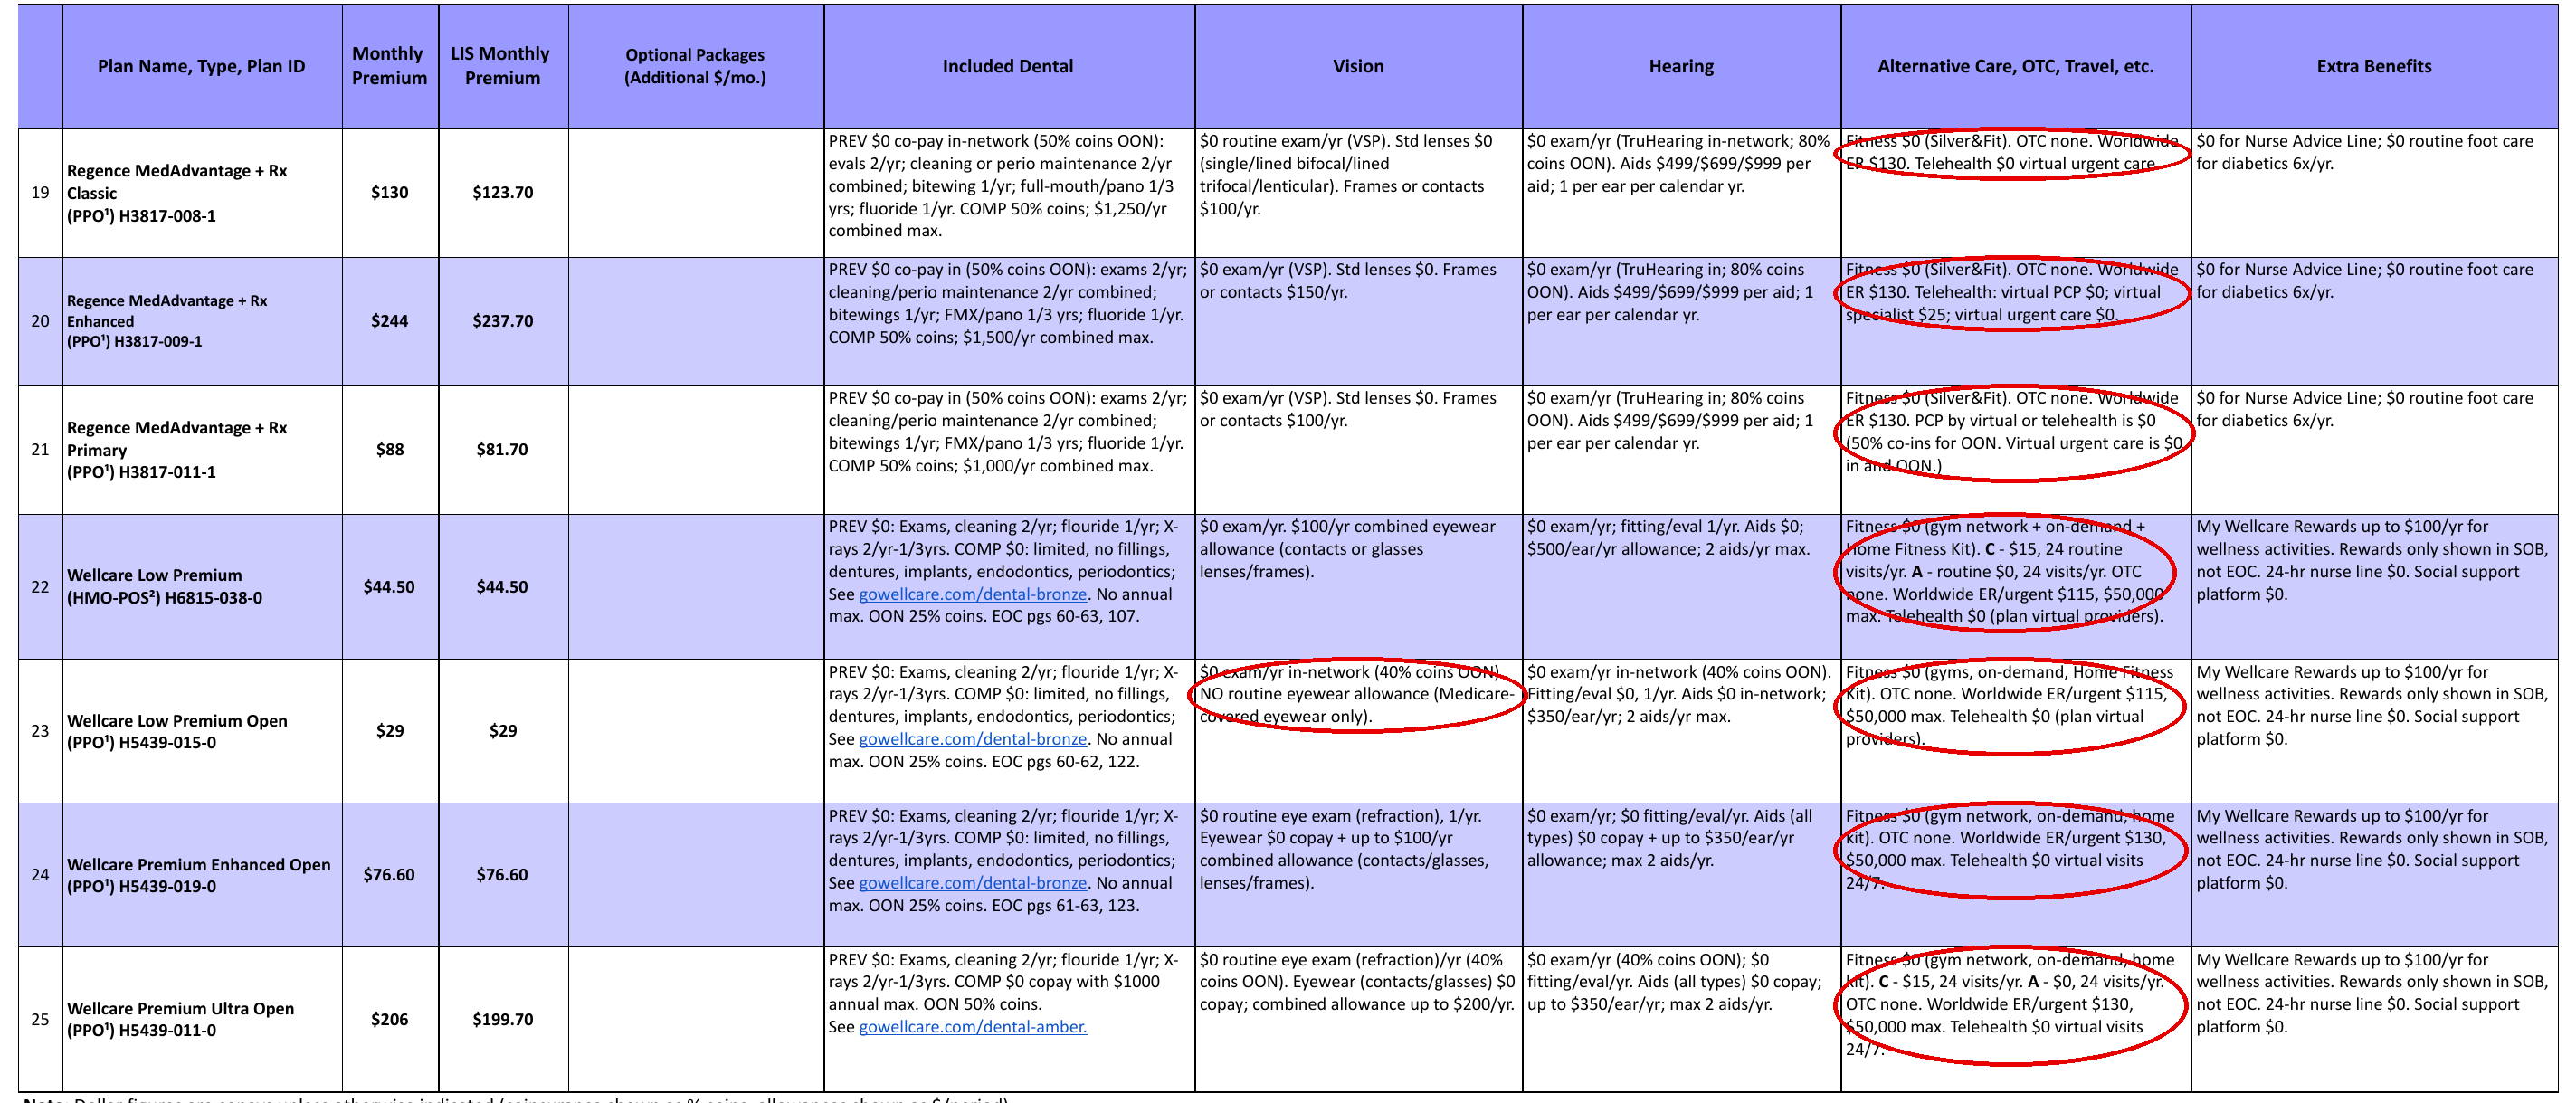 Plan Name, Type, Plan ID
Monthly
Premium
LIS Monthly
Premium
Optional Packages
(Additional $/mo.)
Included Dental
Vision
Hearing
Alternative Care, OTC, Travel, etc.
Extra Benefits
19
Regence MedAdvantage + Rx
Classic
(PPO¹) H3817-008-1
$130
$123.70
PREV $0 co-pay in-network (50% coins OON):
evals 2/yr; cleaning or perio maintenance 2/yr
combined; bitewing 1/yr; full-mouth/pano 1/3
yrs; fluoride 1/yr. COMP 50% coins; $1,250/yr
combined max.
$0 routine exam/yr (VSP). Std lenses $0
(single/lined bifocal/lined
trifocal/lenticular). Frames or contacts
$100/yr.
$0 exam/yr (TruHearing in-network; 80%
coins OON). Aids $499/$699/$999 per
aid; 1 per ear per calendar yr.
Fitness $0 (Silver&Fit). OTC none. Worldwide
ER $130. Telehealth $0 virtual urgent care.
$0 for Nurse Advice Line; $0 routine foot care
for diabetics 6x/yr.
20
Regence MedAdvantage + Rx
Enhanced
(PPO¹) H3817-009-1
$244
$237.70
PREV $0 co-pay in (50% coins OON): exams 2/yr;
cleaning/perio maintenance 2/yr combined;
bitewings 1/yr; FMX/pano 1/3 yrs; fluoride 1/yr.
COMP 50% coins; $1,500/yr combined max.
$0 exam/yr (VSP). Std lenses $0. Frames
or contacts $150/yr.
$0 exam/yr (TruHearing in; 80% coins
OON). Aids $499/$699/$999 per aid; 1
per ear per calendar yr.
Fitness $0 (Silver&Fit). OTC none. Worldwide
ER $130. Telehealth: virtual PCP $0; virtual
specialist $25; virtual urgent care $0.
$0 for Nurse Advice Line; $0 routine foot care
for diabetics 6x/yr.
21
Regence MedAdvantage + Rx
Primary
(PPO¹) H3817-011-1
$88
$81.70
PREV $0 co-pay in (50% coins OON): exams 2/yr;
cleaning/perio maintenance 2/yr combined;
bitewings 1/yr; FMX/pano 1/3 yrs; fluoride 1/yr.
COMP 50% coins; $1,000/yr combined max.
$0 exam/yr (VSP). Std lenses $0. Frames
or contacts $100/yr.
$0 exam/yr (TruHearing in; 80% coins
OON). Aids $499/$699/$999 per aid; 1
per ear per calendar yr.
Fitness $0 (Silver&Fit). OTC none. Worldwide
ER $130. PCP by virtual or telehealth is $0
(50% co-ins for OON. Virtual urgent care is $0
in and OON.)
$0 for Nurse Advice Line; $0 routine foot care
for diabetics 6x/yr.
22
Wellcare Low Premium
(HMO-POS²) H6815-038-0
$44.50
$44.50
PREV $0: Exams, cleaning 2/yr; flouride 1/yr; X-
rays 2/yr-1/3yrs. COMP $0: limited, no fillings,
dentures, implants, endodontics, periodontics;
See gowellcare.com/dental-bronze. No annual
max. OON 25% coins. EOC pgs 60-63, 107.
$0 exam/yr. $100/yr combined eyewear
allowance (contacts or glasses
lenses/frames).
$0 exam/yr; fitting/eval 1/yr. Aids $0;
$500/ear/yr allowance; 2 aids/yr max.
Fitness $0 (gym network + on-demand +
Home Fitness Kit). C - $15, 24 routine
visits/yr. A - routine $0, 24 visits/yr. OTC
none. Worldwide ER/urgent $115, $50,000
max. Telehealth $0 (plan virtual providers).
My Wellcare Rewards up to $100/yr for
wellness activities. Rewards only shown in SOB,
not EOC. 24-hr nurse line $0. Social support
platform $0.
23
Wellcare Low Premium Open
(PPO¹) H5439-015-0
$29
$29
PREV $0: Exams, cleaning 2/yr; flouride 1/yr; X-
rays 2/yr-1/3yrs. COMP $0: limited, no fillings,
dentures, implants, endodontics, periodontics;
See gowellcare.com/dental-bronze. No annual
max. OON 25% coins. EOC pgs 60-62, 122.
$0 exam/yr in-network (40% coins OON)
NO routine eyewear allowance (Medicare-
covered eyewear only).
$0 exam/yr in-network (40% coins OON).
Fitting/eval $0, 1/yr. Aids $0 in-network;
$350/ear/yr; 2 aids/yr max.
Fitness $0 (gyms, on-demand, Home Fitness
Kit). OTC none. Worldwide ER/urgent $115,
$50,000 max. Telehealth $0 (plan virtual
providers).
My Wellcare Rewards up to $100/yr for
wellness activities. Rewards only shown in SOB,
not EOC. 24-hr nurse line $0. Social support
platform $0.
24
Wellcare Premium Enhanced Open
(PPO¹) H5439-019-0
$76.60
$76.60
PREV $0: Exams, cleaning 2/yr; flouride 1/yr; X-
rays 2/yr-1/3yrs. COMP $0: limited, no fillings,
dentures, implants, endodontics, periodontics;
See gowellcare.com/dental-bronze. No annual
max. OON 25% coins. EOC pgs 61-63, 123.
$0 routine eye exam (refraction), 1/yr.
Eyewear $0 copay + up to $100/yr
combined allowance (contacts/glasses,
lenses/frames).
$0 exam/yr; $0 fitting/eval/yr. Aids (all
types) $0 copay + up to $350/ear/yr
allowance; max 2 aids/yr.
Fitness $0 (gym network, on-demand, home
kit). OTC none. Worldwide ER/urgent $130,
$50,000 max. Telehealth $0 virtual visits
24/7.
My Wellcare Rewards up to $100/yr for
wellness activities. Rewards only shown in SOB,
not EOC. 24-hr nurse line $0. Social support
platform $0.
25
Wellcare Premium Ultra Open
(PPO¹) H5439-011-0
$206
$199.70
PREV $0: Exams, cleaning 2/yr; flouride 1/yr; X-
rays 2/yr-1/3yrs. COMP $0 copay with $1000
annual max. OON 50% coins.
See gowellcare.com/dental-amber.
$0 routine eye exam (refraction)/yr (40%
coins OON). Eyewear (contacts/glasses) $0
copay; combined allowance up to $200/yr.
$0 exam/yr (40% coins OON); $0
fitting/eval/yr. Aids (all types) $0 copay;
up to $350/ear/yr; max 2 aids/yr.
Fitness $0 (gym network, on-demand, home
kit). C - $15, 24 visits/yr. A - $0, 24 visits/yr.
OTC none. Worldwide ER/urgent $130,
$50,000 max. Telehealth $0 virtual visits
24/7.
My Wellcare Rewards up to $100/yr for
wellness activities. Rewards only shown in SOB,
not EOC. 24-hr nurse line $0. Social support
platform $0.
Note: Dollar figures are copays unless otherwise indicated (coinsurance shown as % coins, allowances shown as $/period)